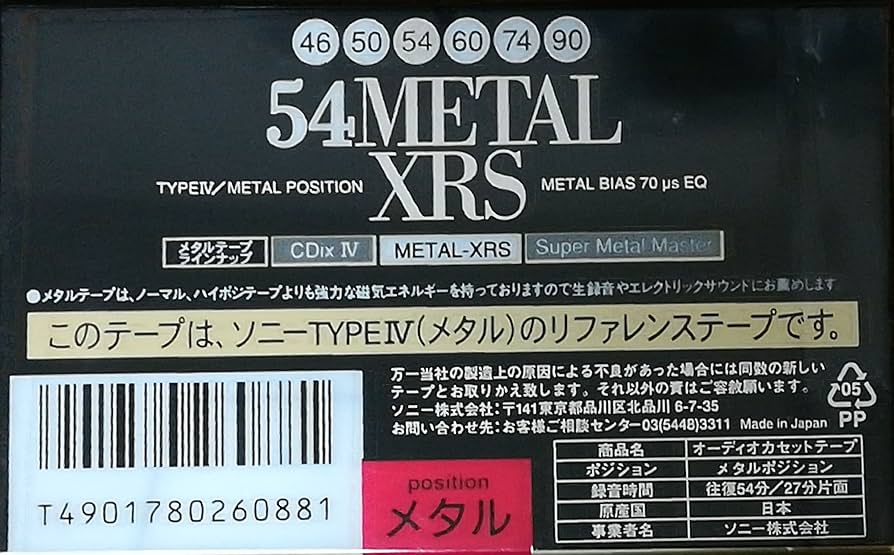 46 50 54 60 74 90
54METAL
XRS
TYPEⅣ/METAL POSITION
METAL BIAS 70 μs EQ
メタルテープ
ラインナップ
CDixⅣ
METAL-XRS
Super Metal Master
●メタルテープは、ノーマル、ハイポジテープよりも強力な磁気エネルギーを持っておりますので生録音やエレクトリックサウンドにお薦めします
このテープは、ソニーTYPEⅣ(メタル)のリファレンステープです。
万一当社の製造上の原因による不良があった場合には同数の新しい
テープとお取りかえ致します。それ以外の責はご容赦願います。
ソニー株式会社:〒141東京都品川区北品川 6-7-35
お問い合わせ先:お客様ご相談センター03(5448)3311 Made in Japan
05
PP
T4901780260881
position
メタル
商品名 オーディオカセットテープ
ポジション メタルポジション
録音時間 往復54分/27分片面
原産国 日本
事業者名 ソニー株式会社